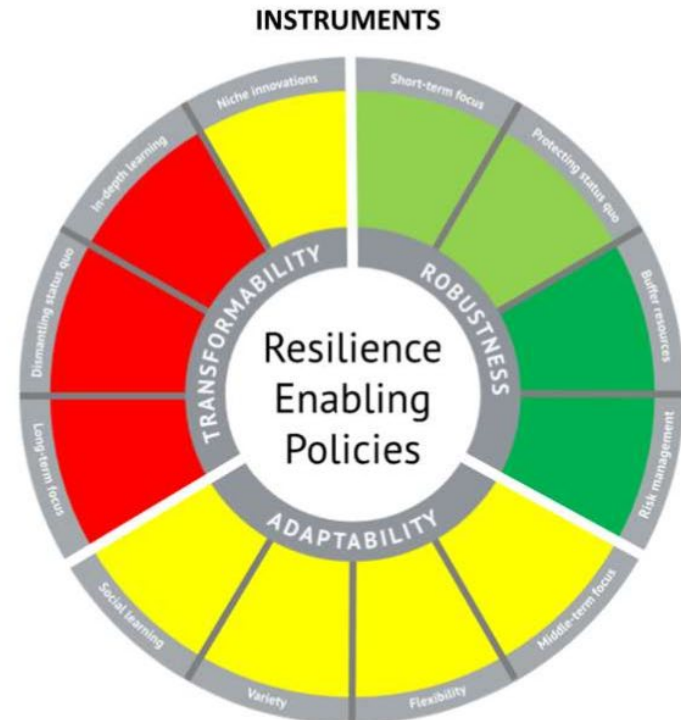 INSTRUMENTS
Niche innovations
Short-term focus
In-depth learning
Protecting status quo
Dismantling status quo
Buffer resources
Long-term focus
Risk management
Social learning
Middle-term focus
Variety
Flexibility
TRANSFORMABILITY
ROBUSTNESS
ADAPTABILITY
Resilience
Enabling
Policies